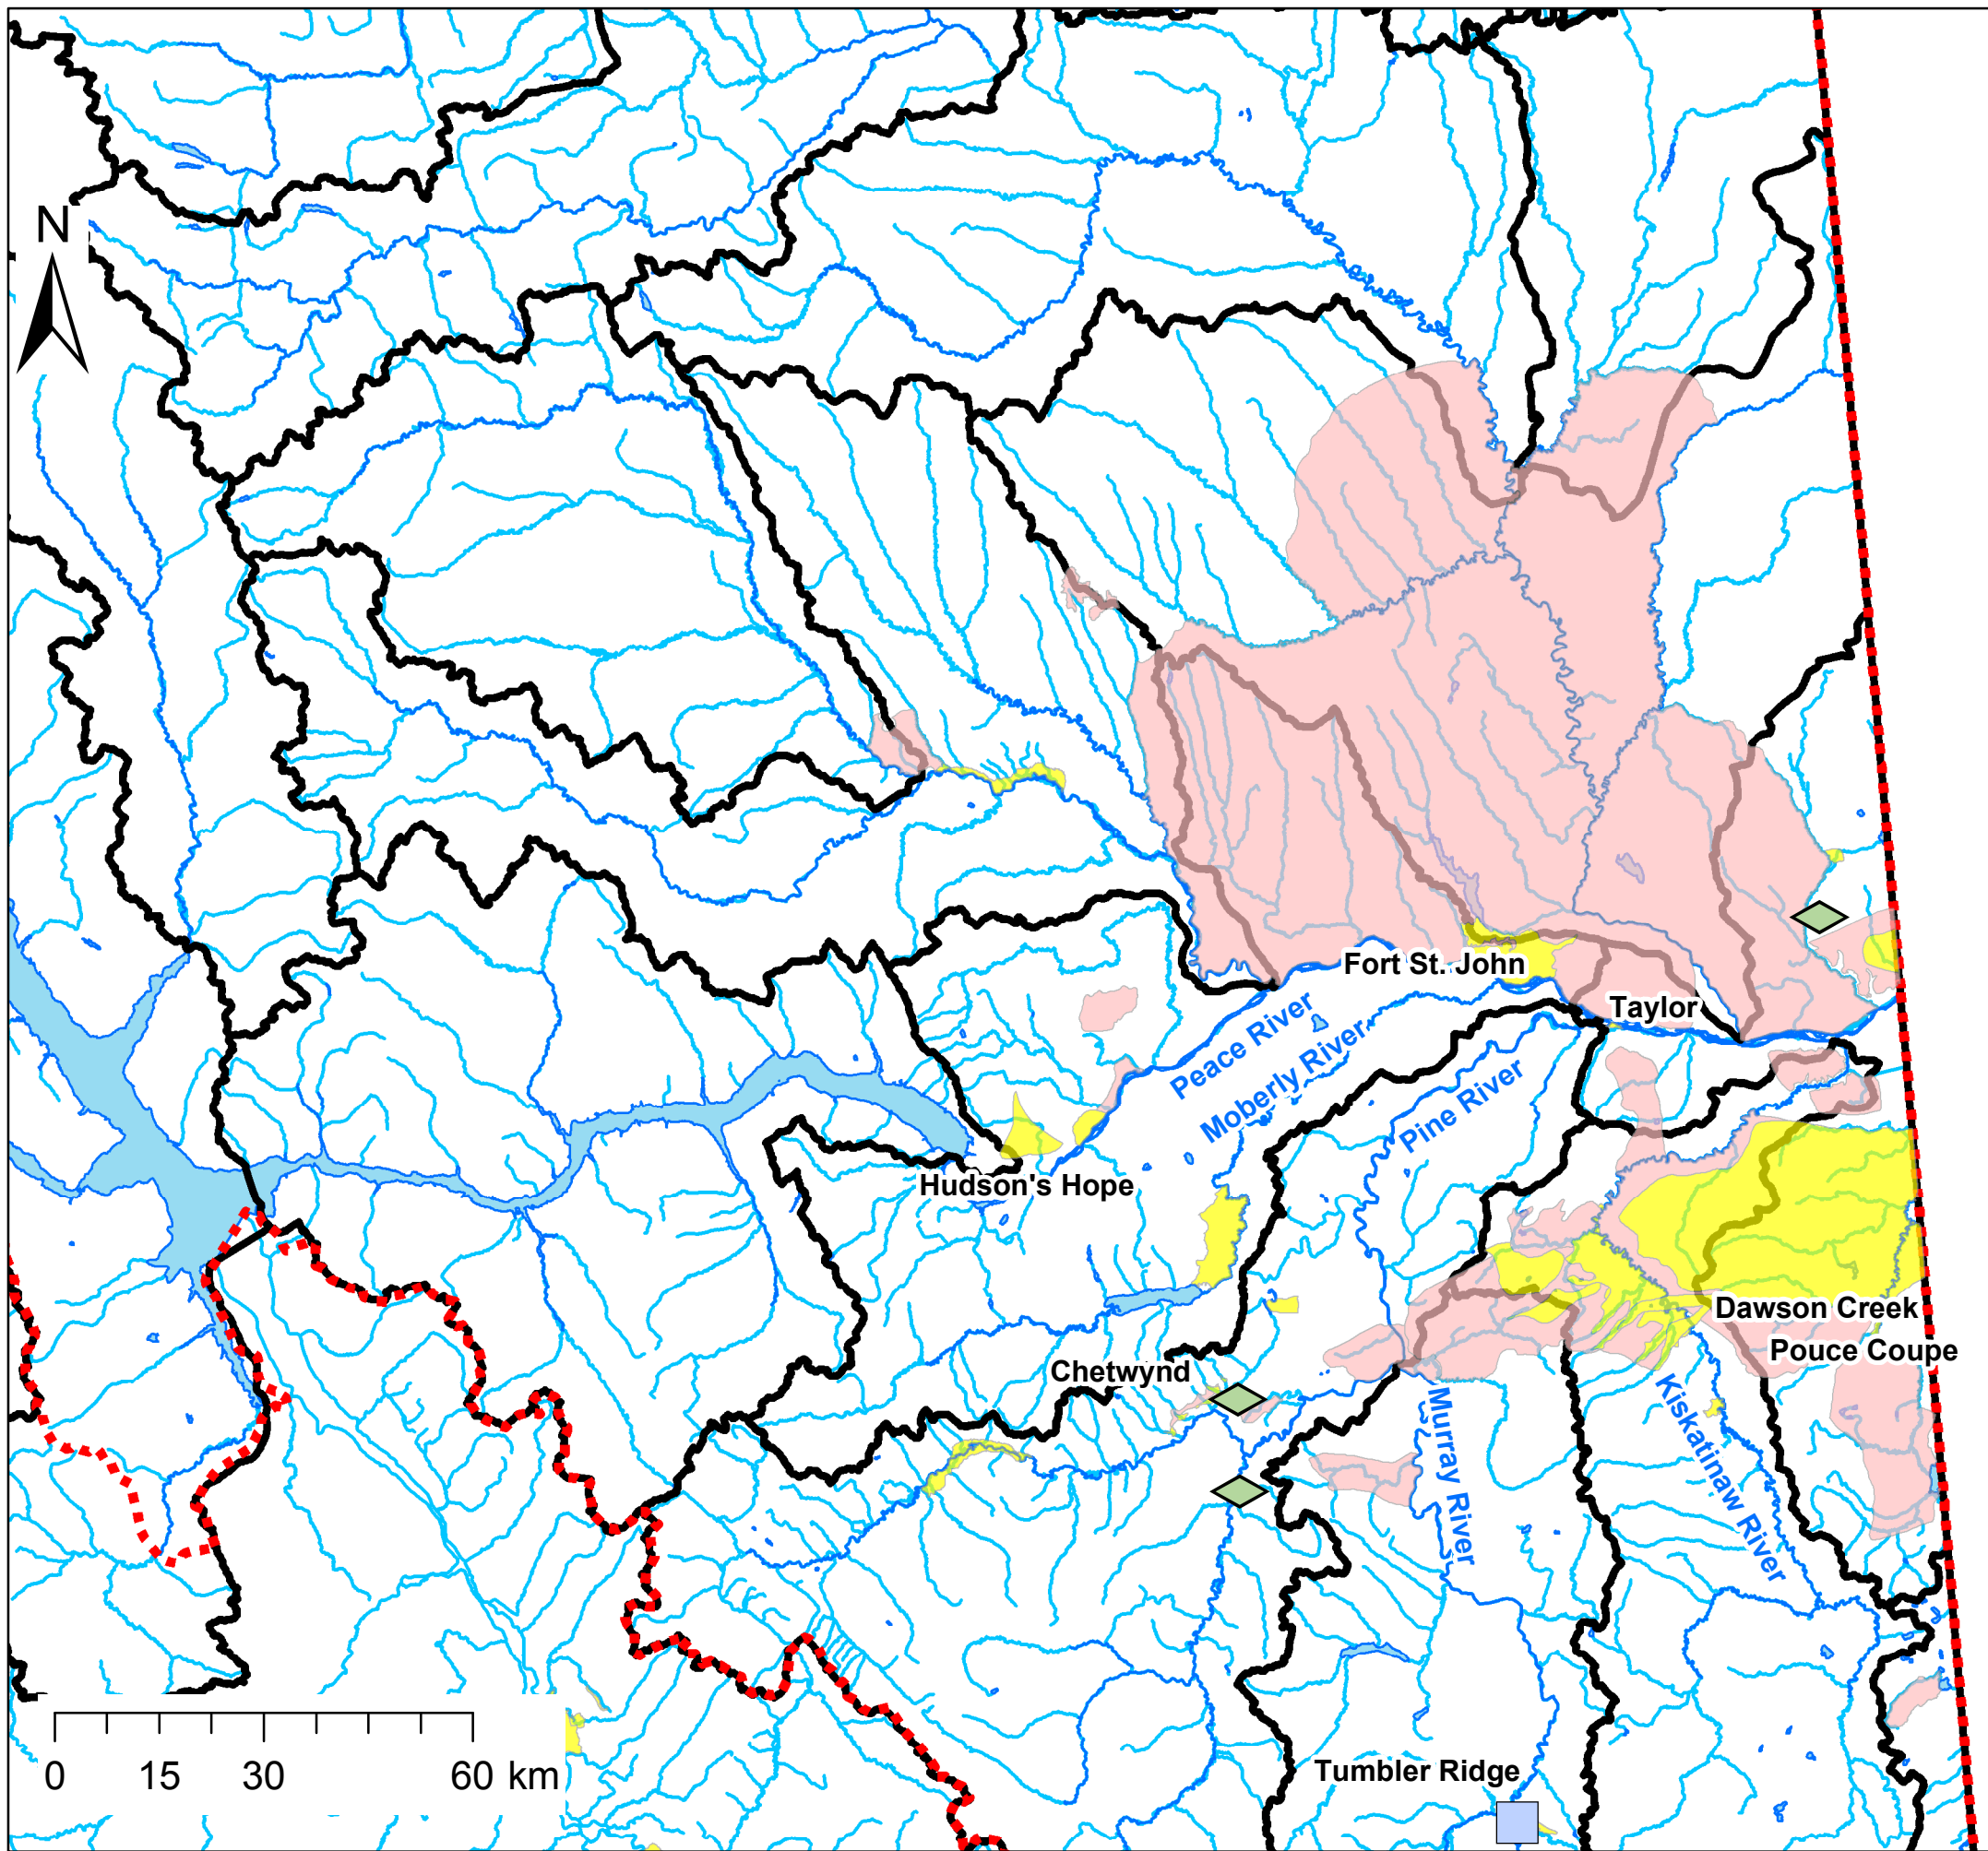 N
Fort St. John
Taylor
Peace River
Moberly River
Pine River
Hudson's Hope
Dawson Creek
Pouce Coupe
Chetwynd
Murray River
Kiskatinaw River
Tumbler Ridge
0 15 30 60 km